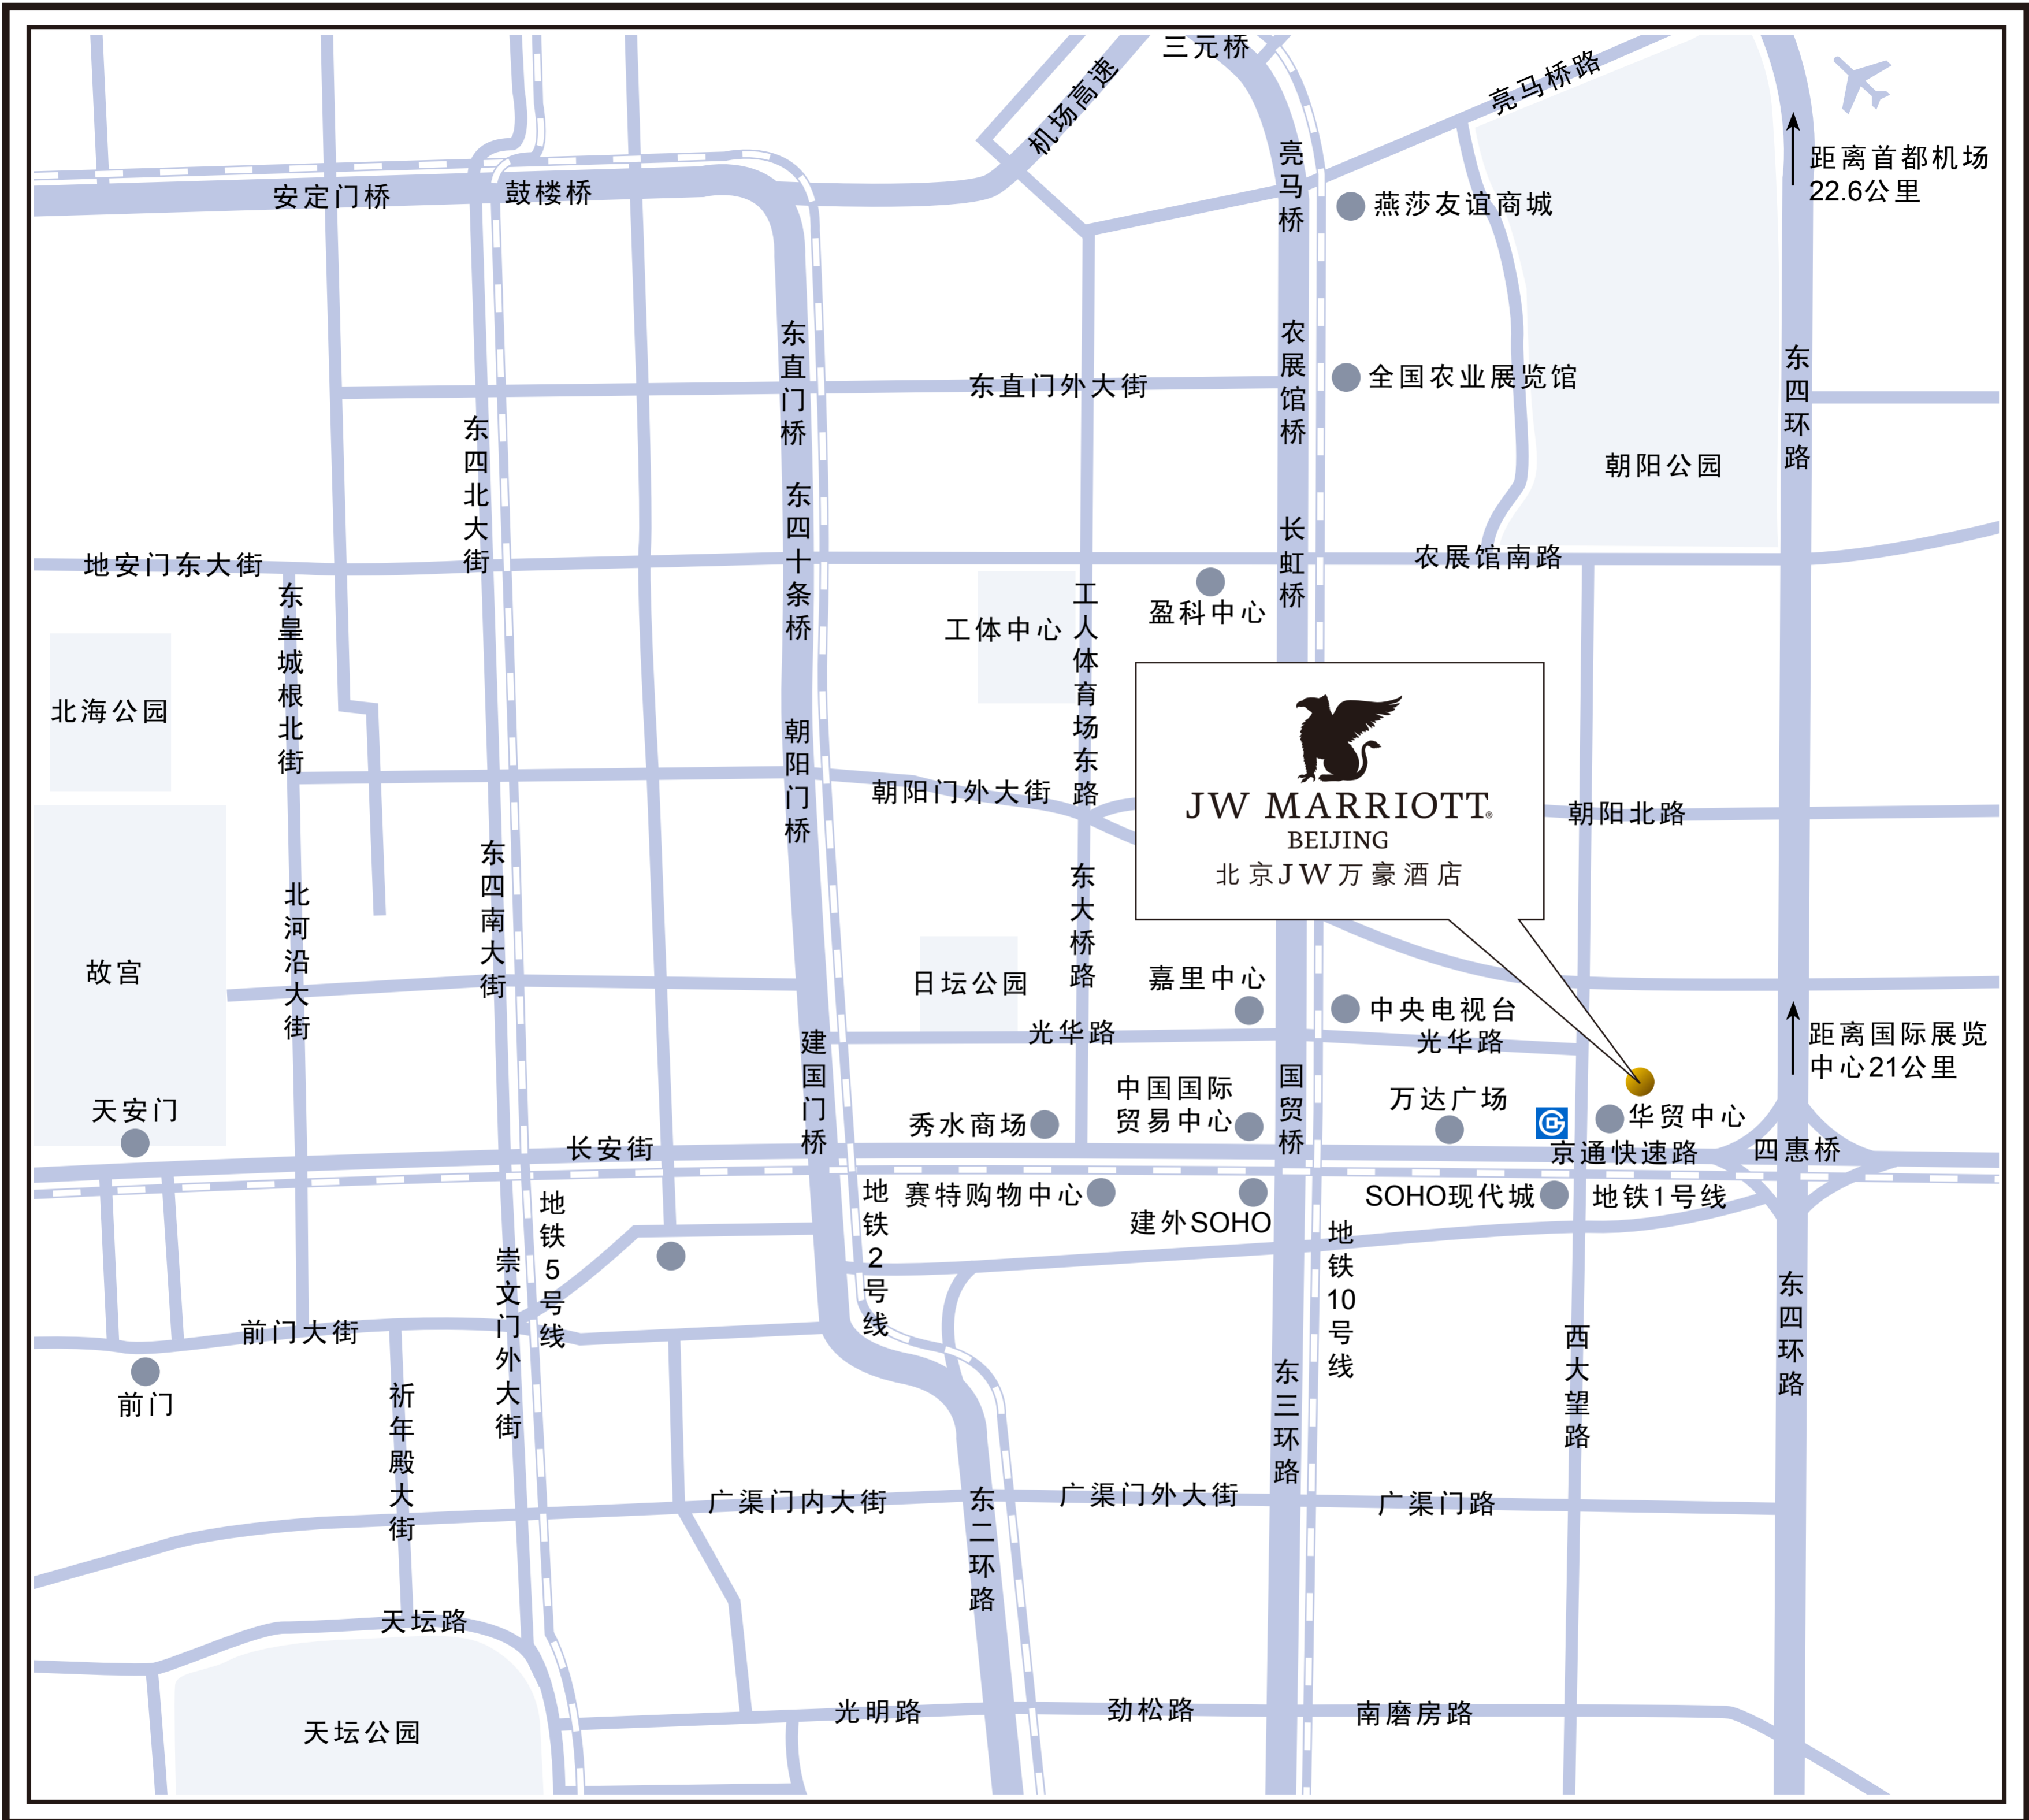 三元桥
机场高速
亮马桥路
亮马桥
距离首都机场
22.6公里
安定门桥
鼓楼桥
燕莎友谊商城
东直门桥
东直门外大街
农展馆桥
全国农业展览馆
东四环路
东四北大街
朝阳公园
东四十条桥
长虹桥
地安门东大街
农展馆南路
东皇城根北街
工体中心
工人体育场东路
盈科中心
北海公园
朝阳门桥
朝阳门外大街
JW MARRIOTT®
BEIJING
北京JW万豪酒店
朝阳北路
东四南大街
东大桥路
北河沿大街
故宫
日坛公园
嘉里中心
中央电视台
光华路
光华路
建国门桥
国贸桥
距离国际展览
中心21公里
天安门
秀水商场
中国国际
贸易中心
万达广场
华贸中心
长安街
京通快速路
四惠桥
地铁5号线
地铁2号线
赛特购物中心
建外SOHO
SOHO现代城
地铁1号线
地铁10号线
崇文门外大街
东四环路
前门大街
前门
祈年殿大街
东三环路
西大望路
广渠门内大街
东二环路
广渠门外大街
广渠门路
天坛路
天坛公园
光明路
劲松路
南磨房路